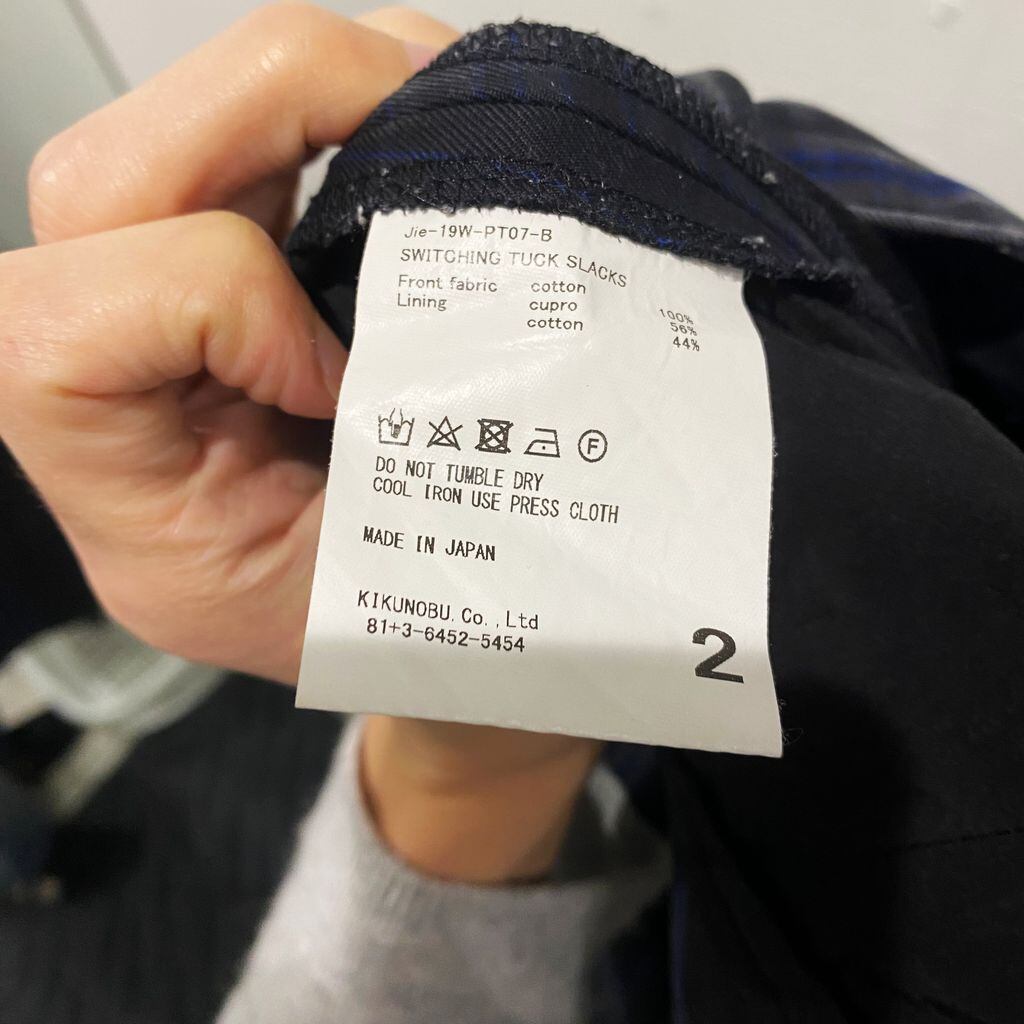 Jie-19W-PT07-B
SWITCHING TUCK SLACKS
Front fabric cotton 100%
Lining cupro 56%
cotton 44%
F
DO NOT TUMBLE DRY
COOL IRON USE PRESS CLOTH
MADE IN JAPAN
KIKUNOBU.Co.,Ltd
81+3-6452-5454
2